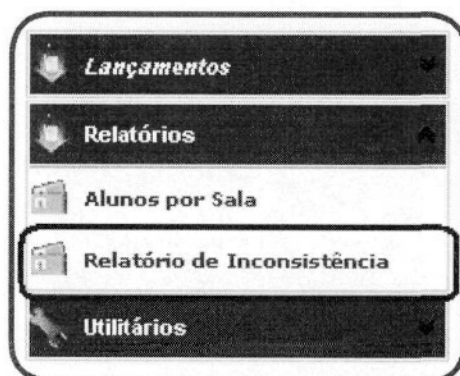 Lançamentos
Relatórios
Alunos por Sala
Relatório de Inconsistência
Utilitários